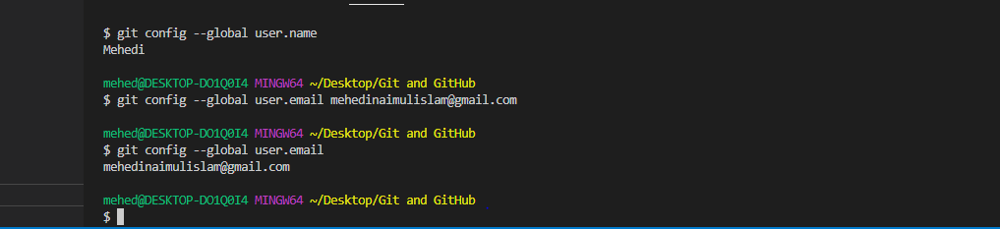 $ git config --global user.name
Mehedi
mehed@DESKTOP-DO1Q0I4 MINGW64 ~/Desktop/Git and GitHub
$ git config --global user.email mehedinaimulislam@gmail.com
mehed@DESKTOP-DO1Q0I4 MINGW64 ~/Desktop/Git and GitHub
$ git config --global user.email
mehedinaimulislam@gmail.com
mehed@DESKTOP-DO1Q0I4 MINGW64 ~/Desktop/Git and GitHub
$